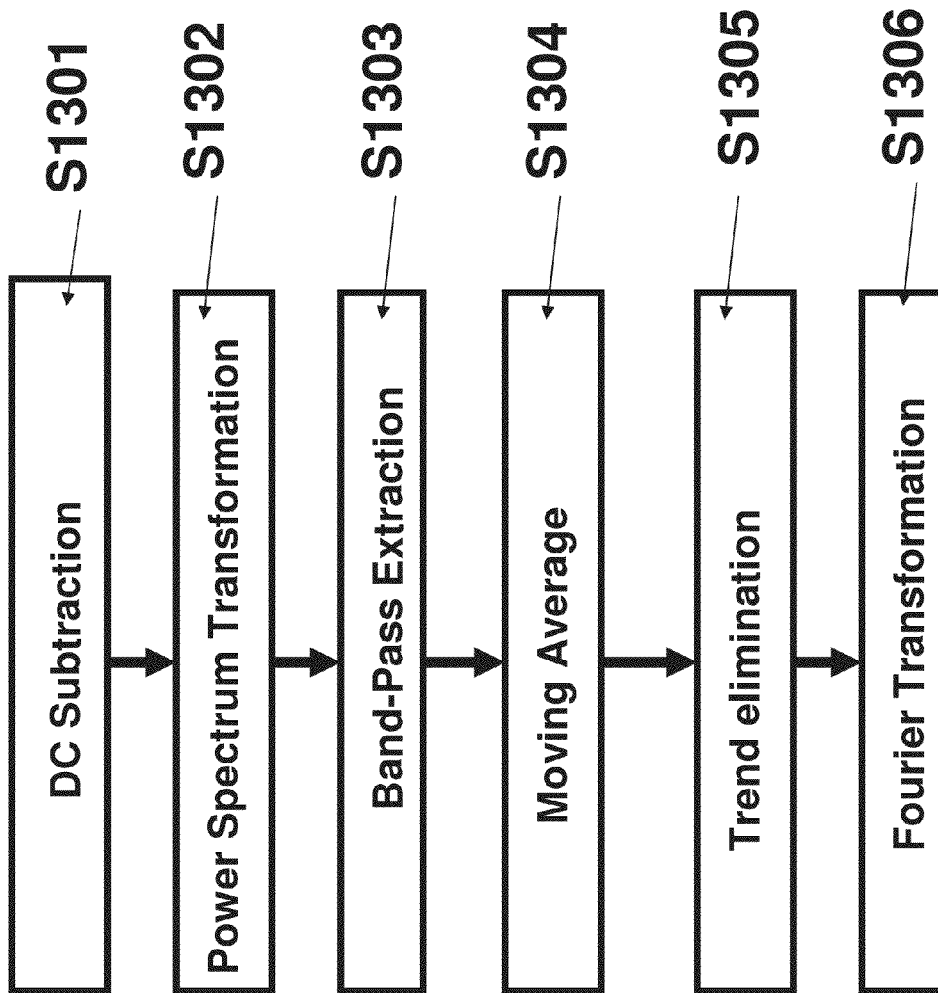 DC Subtraction
S1301
Power Spectrum Transformation
S1302
Band-Pass Extraction
S1303
Moving Average
S1304
Trend elimination
S1305
Fourier Transformation
S1306